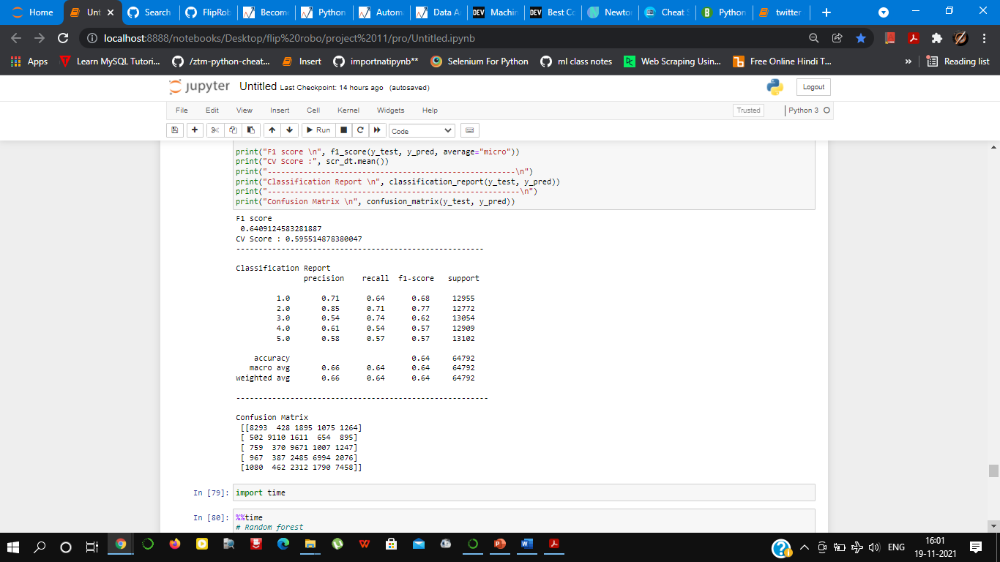 Home Unt Search FlipRob Become Python Autom Data A Machin Best Co Newto Cheat S Python twitter
localhost:8888/notebooks/Desktop/flip%20robo/project%2011/pro/Untitled.ipynb
Apps Learn MySQL Tutori... /ztm-python-cheat... Insert importnatipynb** Selenium For Python ml class notes Web Scraping Usin... Free Online Hindi T... » Reading list
jupyter Untitled Last Checkpoint: 14 hours ago (autosaved) Logout
File Edit View Insert Cell Kernel Widgets Help Trusted Python 3
Run Code
print("F1 score \n", f1_score(y_test, y_pred, average="micro"))
print("CV Score :", scr_dt.mean())
print("-------------------------------------------------------\n")
print("Classification Report \n", classification_report(y_test, y_pred))
print("--------------------------------------------------------\n")
print("Confusion Matrix \n", confusion_matrix(y_test, y_pred))
F1 score
0.6409124583281887
CV Score : 0.595514878380047
-------------------------------------------------------
Classification Report
precision recall f1-score support
1.0 0.71 0.64 0.68 12955
2.0 0.85 0.71 0.77 12772
3.0 0.54 0.74 0.62 13054
4.0 0.61 0.54 0.57 12909
5.0 0.58 0.57 0.57 13102
accuracy 0.64 64792
macro avg 0.66 0.64 0.64 64792
weighted avg 0.66 0.64 0.64 64792
--------------------------------------------------------
Confusion Matrix
[[8293 428 1895 1075 1264]
[ 502 9110 1611 654 895]
[ 759 370 9671 1007 1247]
[ 967 387 2485 6994 2076]
[1080 462 2312 1790 7458]]
In [79]: import time
In [80]: %%time
# Random forest
ENG 16:01
19-11-2021